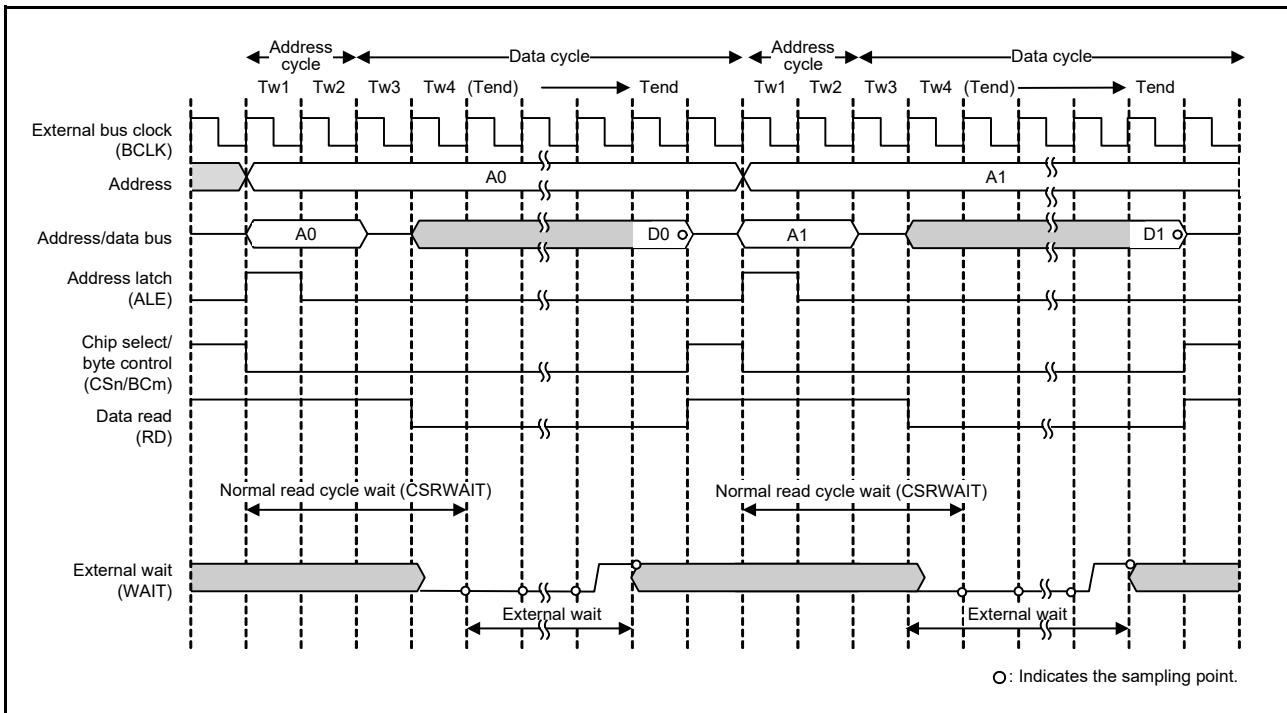 Address cycle
Data cycle
Address cycle
Data cycle
Tw1 Tw2 Tw3 Tw4 (Tend) Tend Tw1 Tw2 Tw3 Tw4 (Tend) Tend
External bus clock
(BCLK)
Address
A0
A1
Address/data bus
A0
D0
A1
D1
Address latch
(ALE)
Chip select/
byte control
(CSn/BCm)
Data read
(RD)
Normal read cycle wait (CSRWAIT)
Normal read cycle wait (CSRWAIT)
External wait
(WAIT)
External wait
External wait
: Indicates the sampling point.